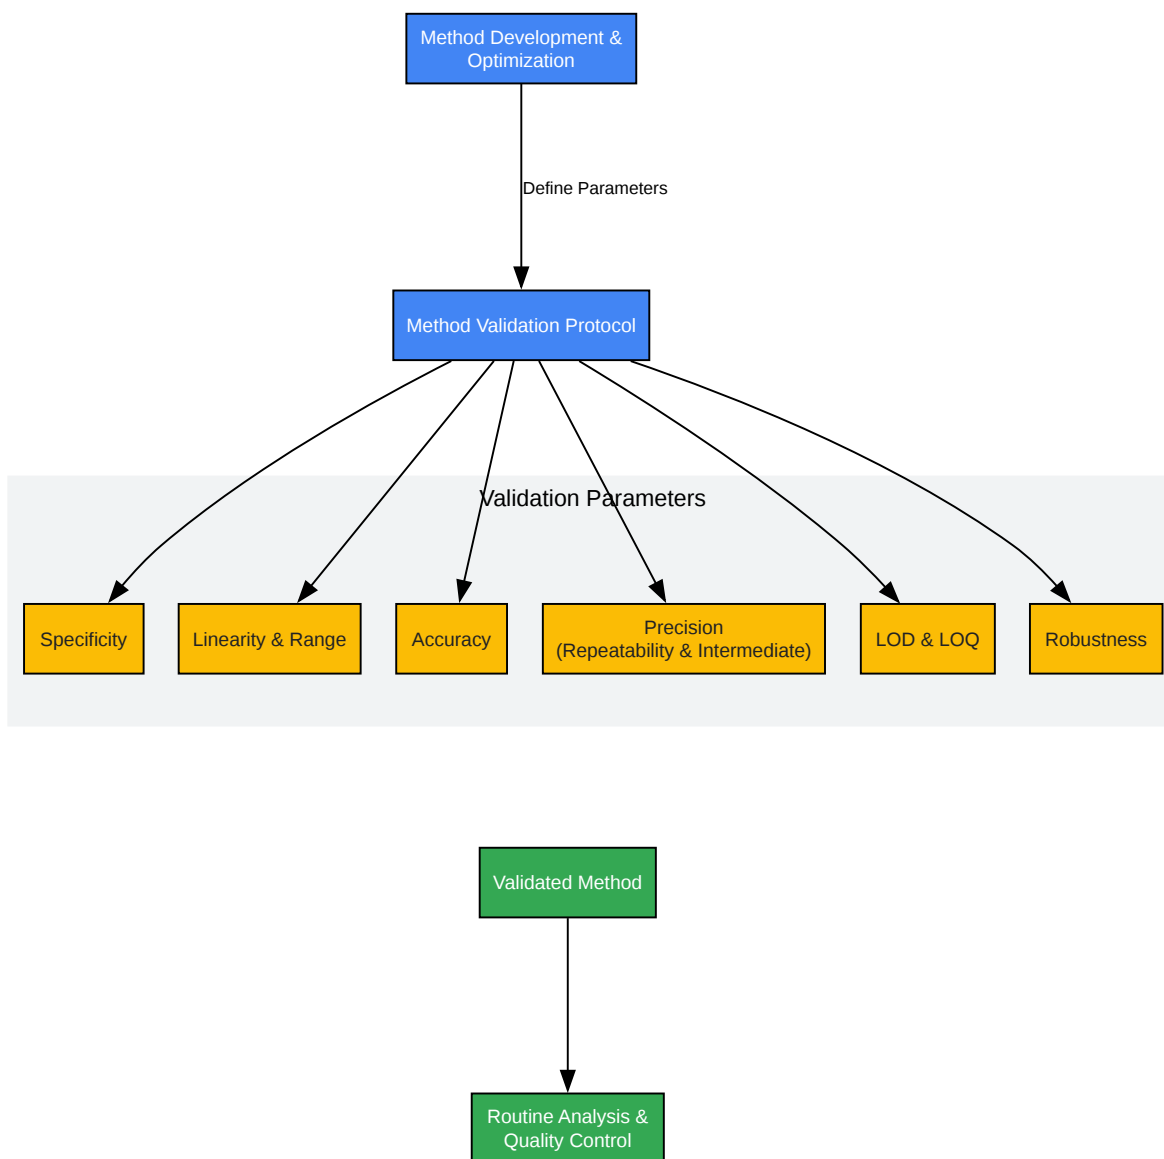 Method Development &
Optimization
Define Parameters
Method Validation Protocol
Validation Parameters
Specificity
Linearity & Range
Accuracy
Precision
(Repeatability & Intermediate)
LOD & LOQ
Robustness
Validated Method
Routine Analysis &
Quality Control